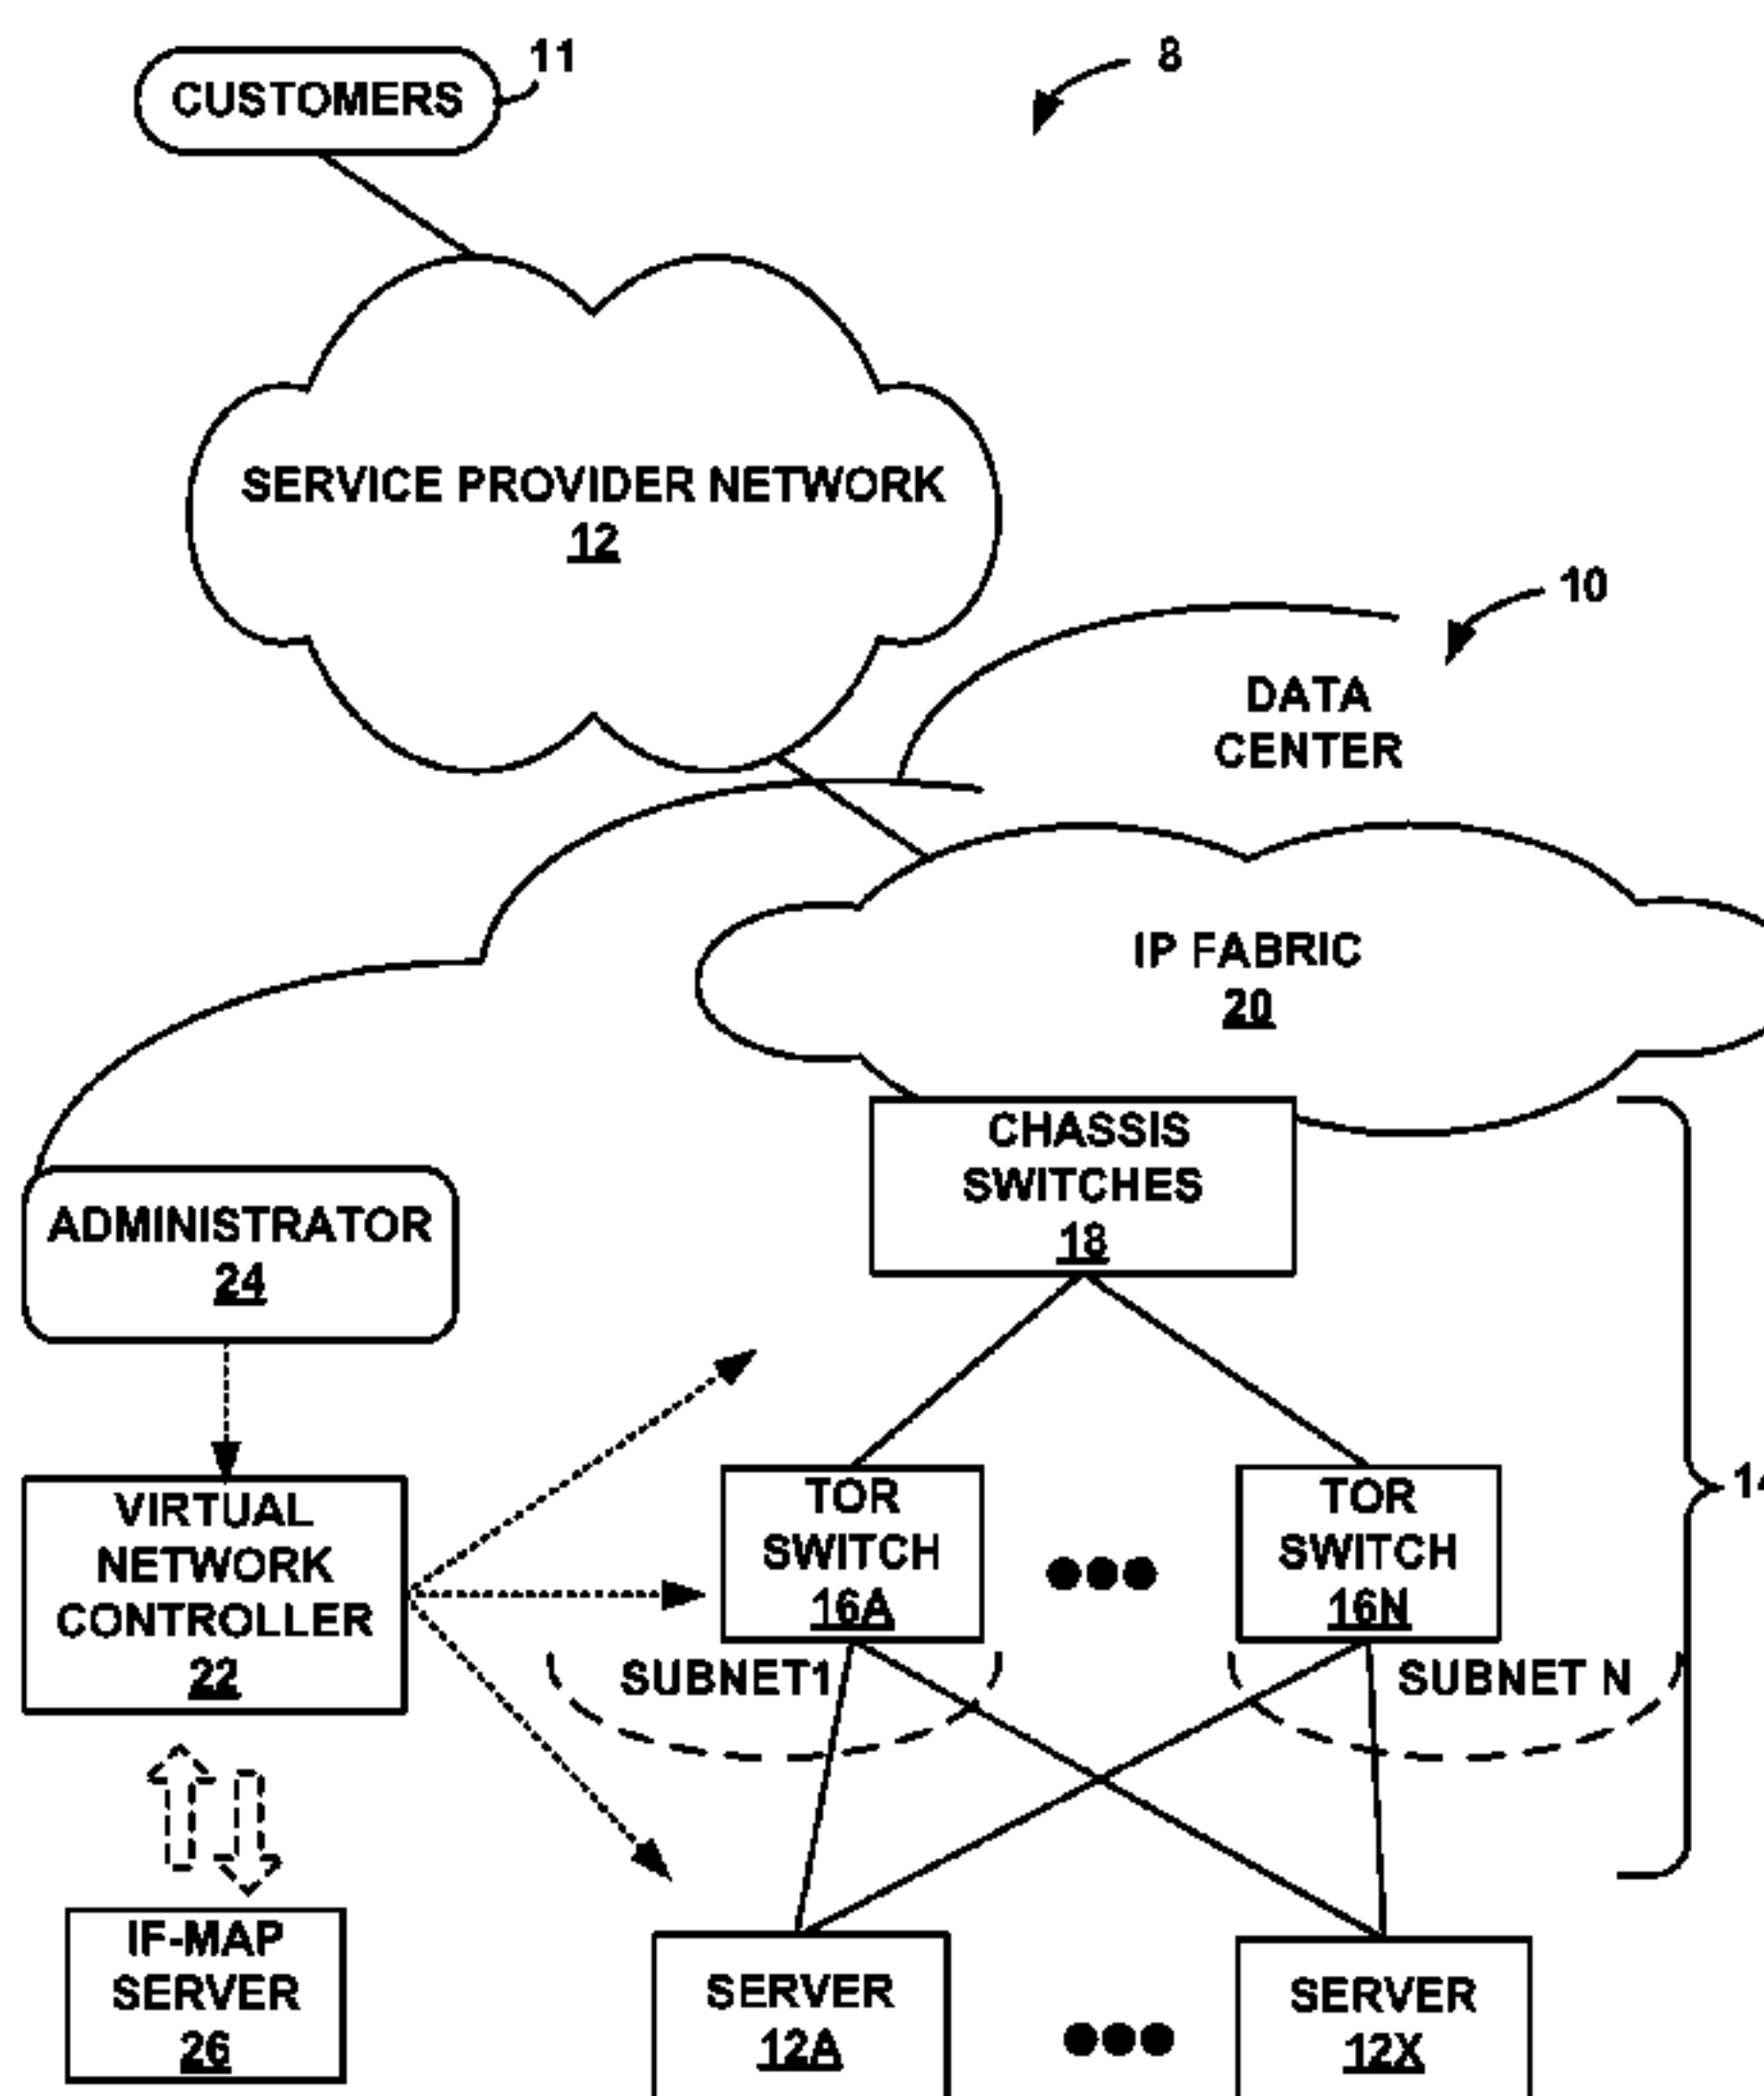 11
8
CUSTOMERS
SERVICE PROVIDER NETWORK
12
10
DATA
CENTER
IP FABRIC
20
CHASSIS
SWITCHES
18
ADMINISTRATOR
24
VIRTUAL
NETWORK
CONTROLLER
22
TOR
SWITCH
16A
TOR
SWITCH
16N
SUBNET1
SUBNET N
IF-MAP
SERVER
26
SERVER
12A
SERVER
12X